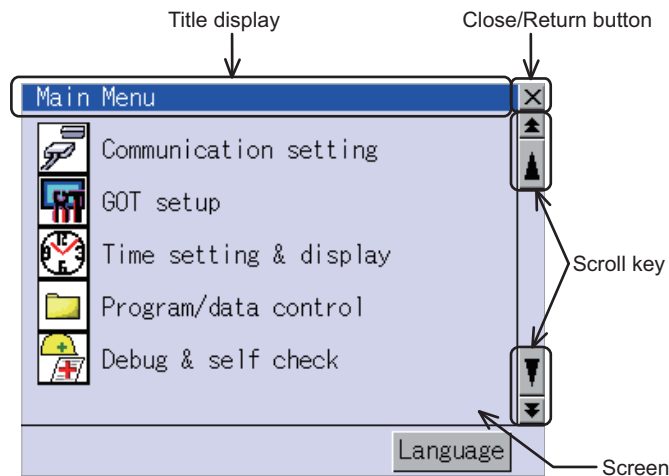 Title display
Close/Return button
Main Menu
Communication setting
GOT setup
Time setting & display
Scroll key
Program/data control
Debug & self check
Language
Screen